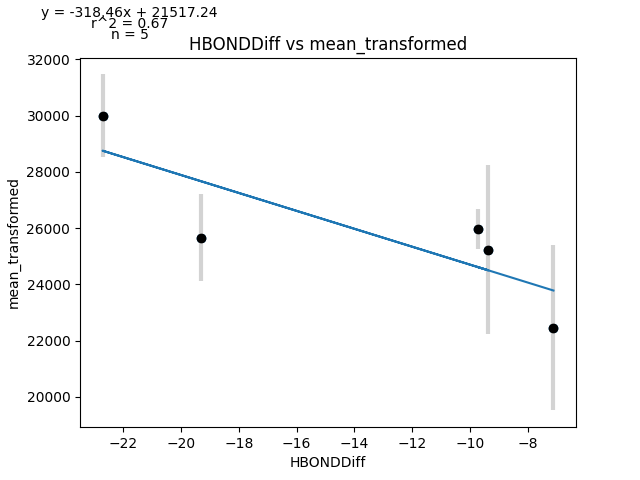 y = -318.46x + 21517.24
r^2 = 0.67
n = 5
HBONDDiff vs mean_transformed
32000
30000
28000
26000
24000
22000
20000
mean_transformed
−22 −20 −18 −16 −14 −12 −10 −8
HBONDDiff